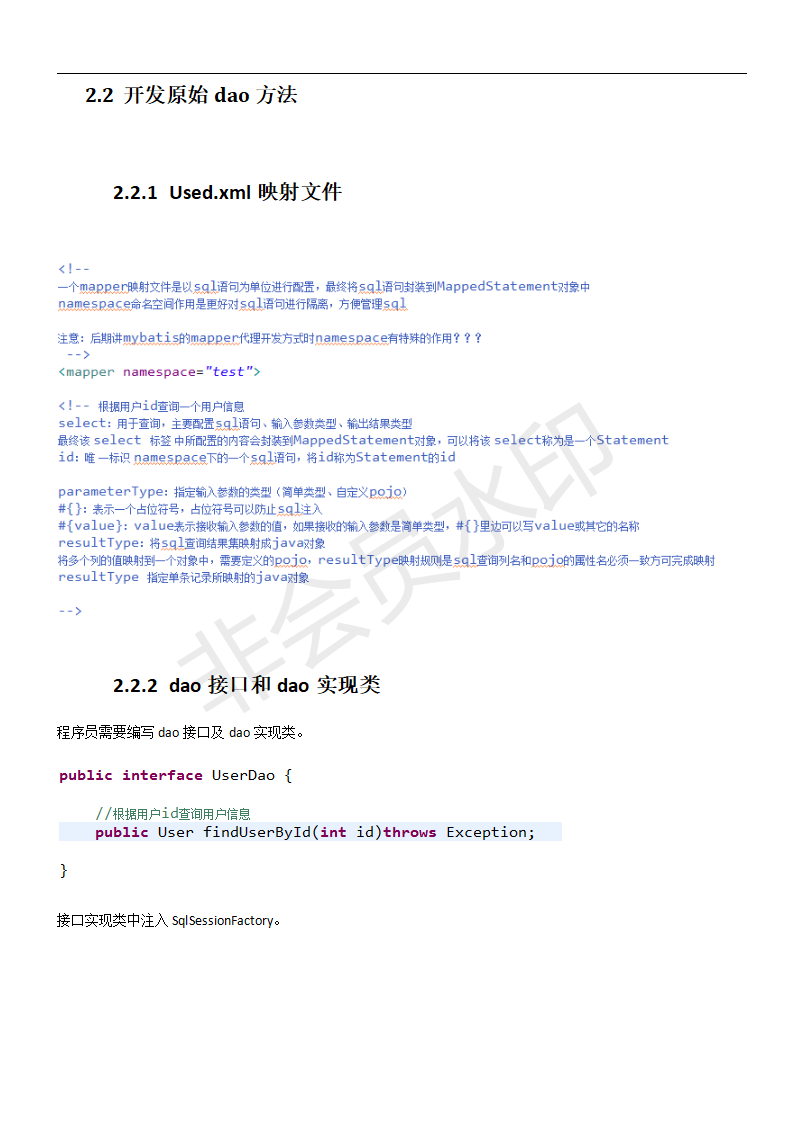 2.2 开发原始 dao 方法
2.2.1 Used.xml 映射文件
<!--
一个mapper映射文件是以sql语句为单位进行配置，最终将sql语句封装到MappedStatement对象中
namespace命名空间作用是更好对sql语句进行隔离，方便管理sql
注意：后期讲mybatis的mapper代理开发方式时namespace有特殊的作用？？？
-->
<mapper namespace="test">
<!-- 根据用户id查询一个用户信息
select：用于查询，主要配置sql语句、输入参数类型、输出结果类型
最终该 select 标签 中所配置的内容会封装到MappedStatement对象，可以将该 select称为是一个Statement
id：唯 一标识 namespace下的一个sql语句，将id称为Statement的id
parameterType：指定输入参数的类型（简单类型、自定义pojo）
#{}：表示一个占位符号，占位符号可以防止sql注入
#{value}：value表示接收输入参数的值，如果接收的输入参数是简单类型，#{}里边可以写value或其它的名称
resultType：将sql查询结果集映射成java对象
将多个列的值映射到一个对象中，需要定义的pojo，resultType映射规则是sql查询列名和pojo的属性名必须一致方可完成映射
resultType 指定单条记录所映射的java对象
-->
2.2.2 dao 接口和 dao 实现类
程序员需要编写 dao 接口及 dao 实现类。
public interface UserDao {
//根据用户id查询用户信息
public User findUserById(int id)throws Exception;
}
接口实现类中注入 SqlSessionFactory。
非会员水印